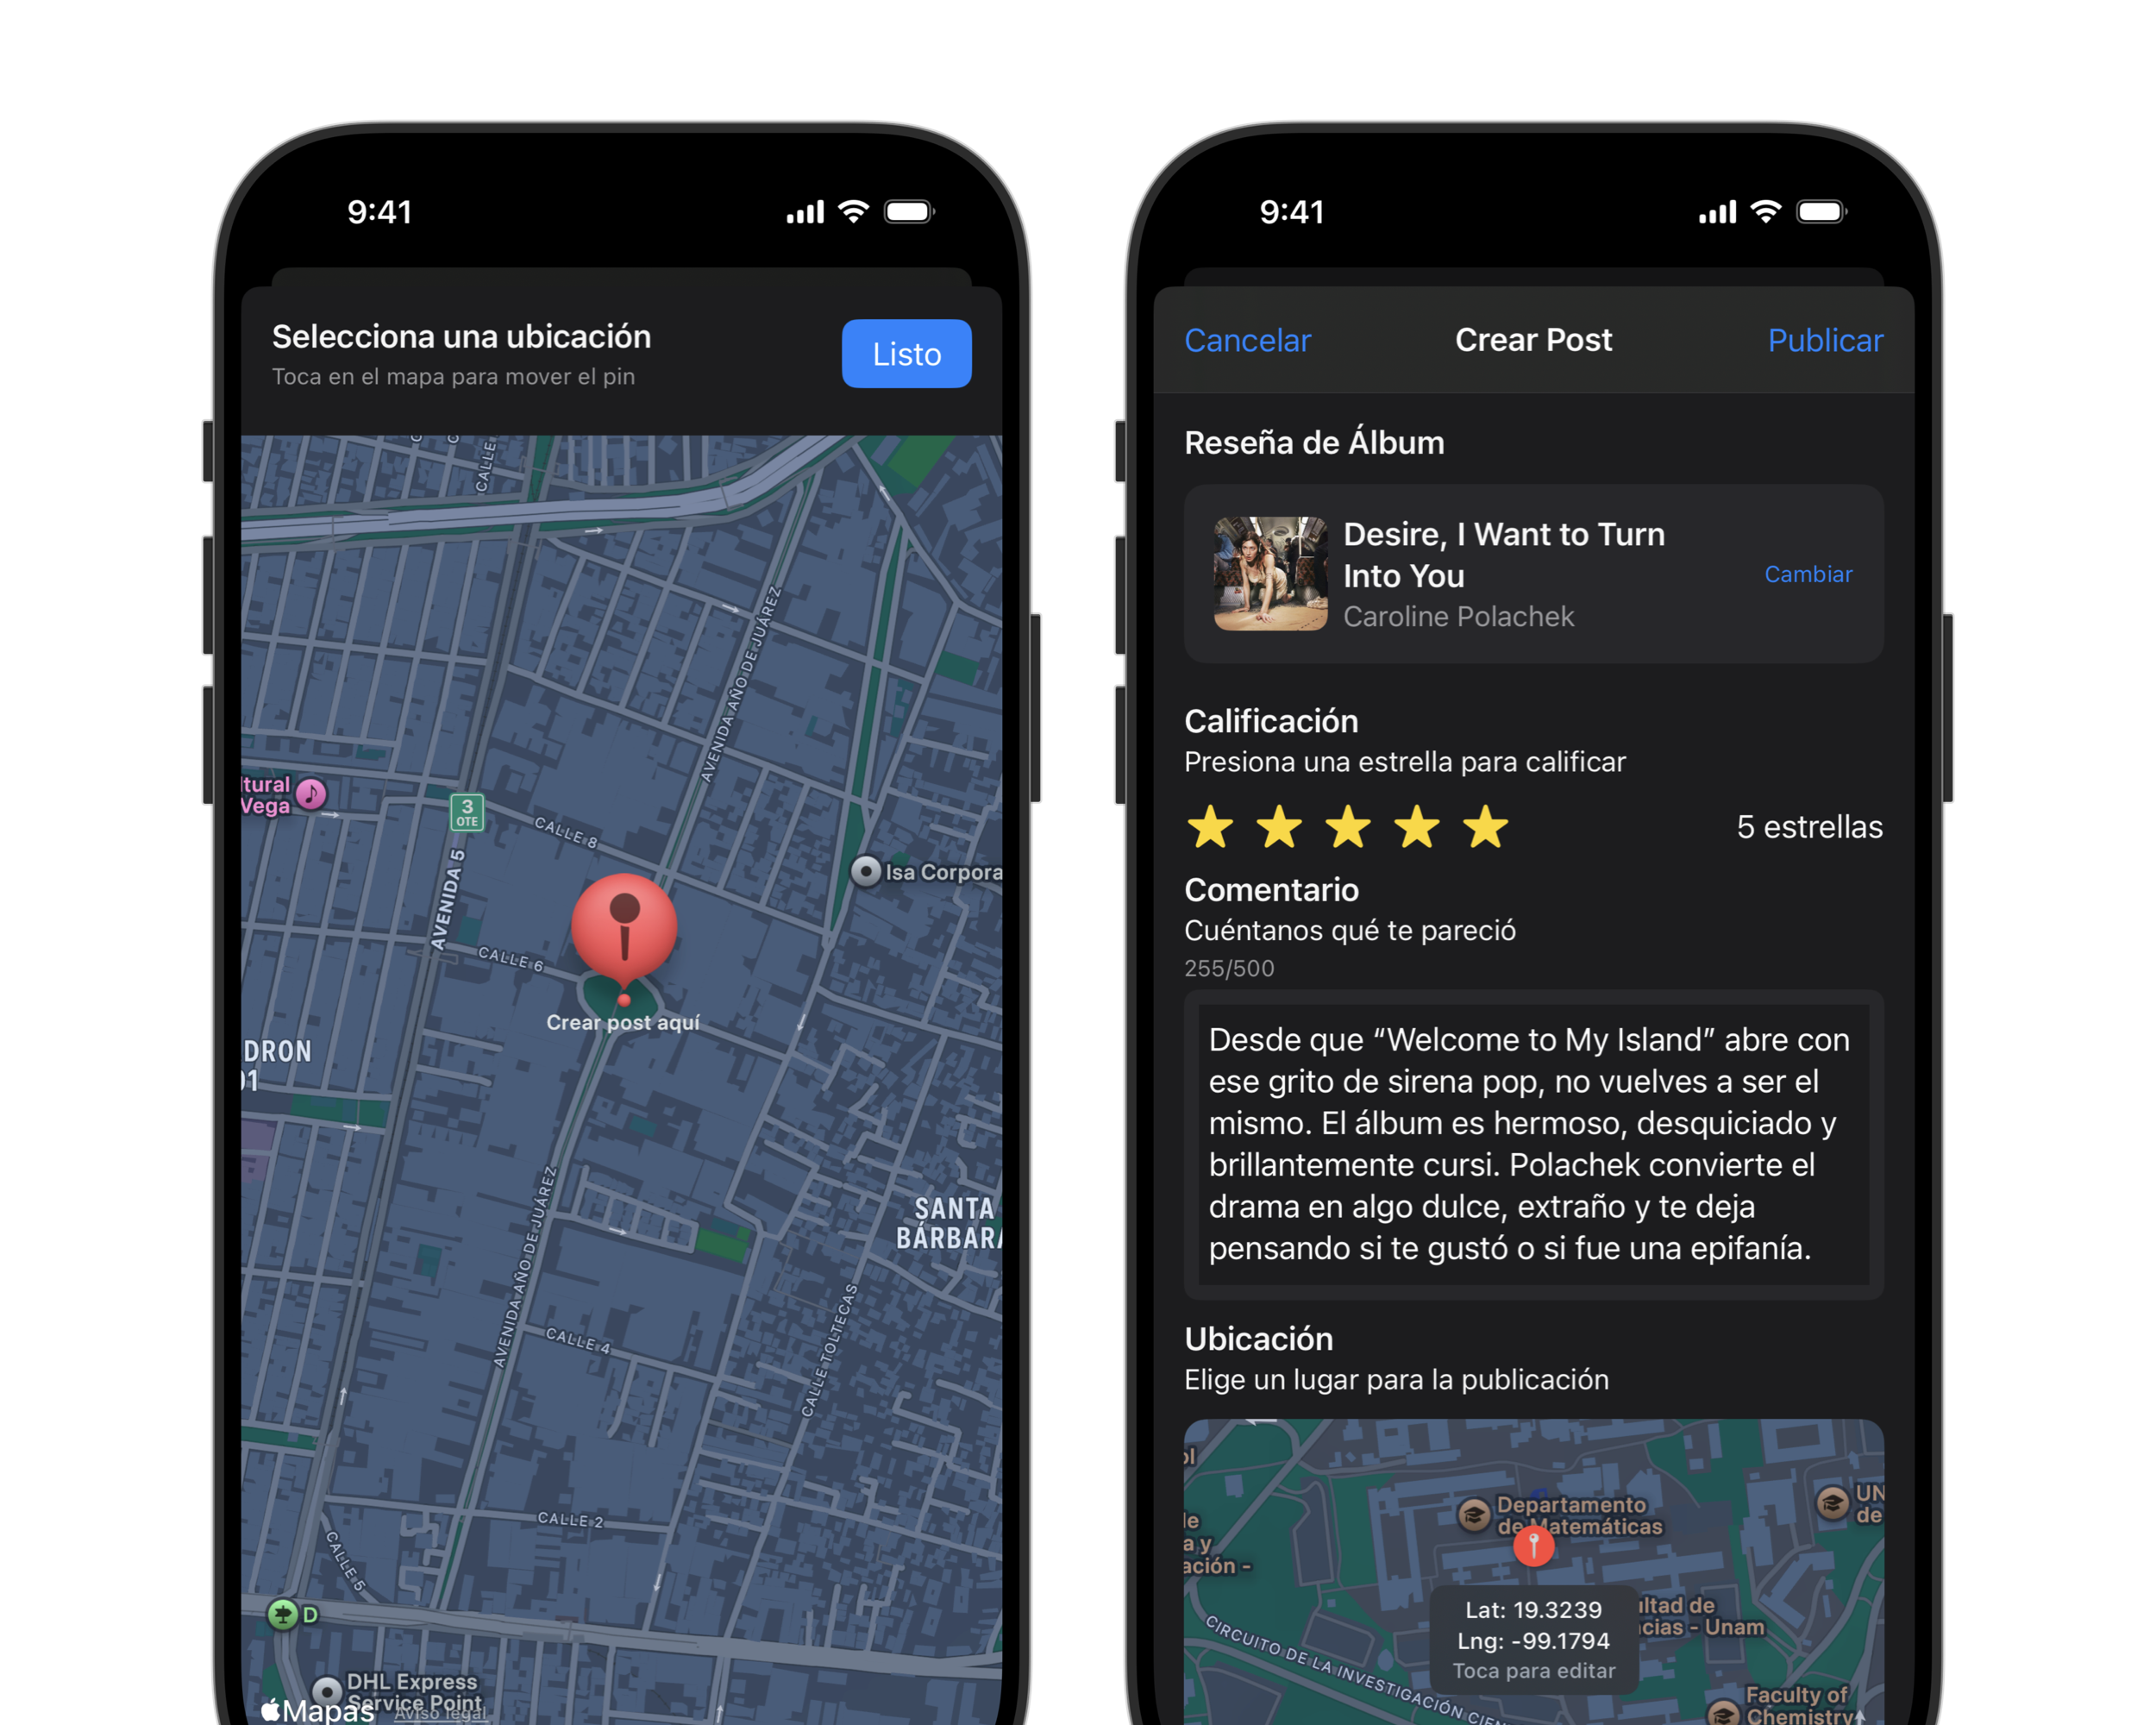 9:41
Selecciona una ubicación
Toca en el mapa para mover el pin
Listo
CALLE
AVENIDA AÑO DE JUÁREZ
ltural
Vega
3
OTE
CALLE 8
AVENIDA 5
Isa Corpora
CALLE 6
Crear post aquí
DRON
01
SANTA
BÁRBARA
AVENIDA AÑO DE JUÁREZ
CALLE TOLTECAS
CALLE 4
CALLE 2
CALLE 5
D
DHL Express
Service Point
Mapas
Aviso legal
9:41
Cancelar
Crear Post
Publicar
Reseña de Álbum
Desire, I Want to Turn
Into You
Caroline Polachek
Cambiar
Calificación
Presiona una estrella para calificar
5 estrellas
Comentario
Cuéntanos qué te pareció
255/500
Desde que “Welcome to My Island” abre con
ese grito de sirena pop, no vuelves a ser el
mismo. El álbum es hermoso, desquiciado y
brillantemente cursi. Polachek convierte el
drama en algo dulce, extraño y te deja
pensando si te gustó o si fue una epifanía.
Ubicación
Elige un lugar para la publicación
ol
Departamento
de Matemáticas
UN
de
le
a y
ación -
Lat: 19.3239
Lng: -99.1794
Toca para editar
ultad de
ncias - Unam
CIRCUITO DE LA INVESTIGACIÓN CIEN
Faculty of
Chemistry